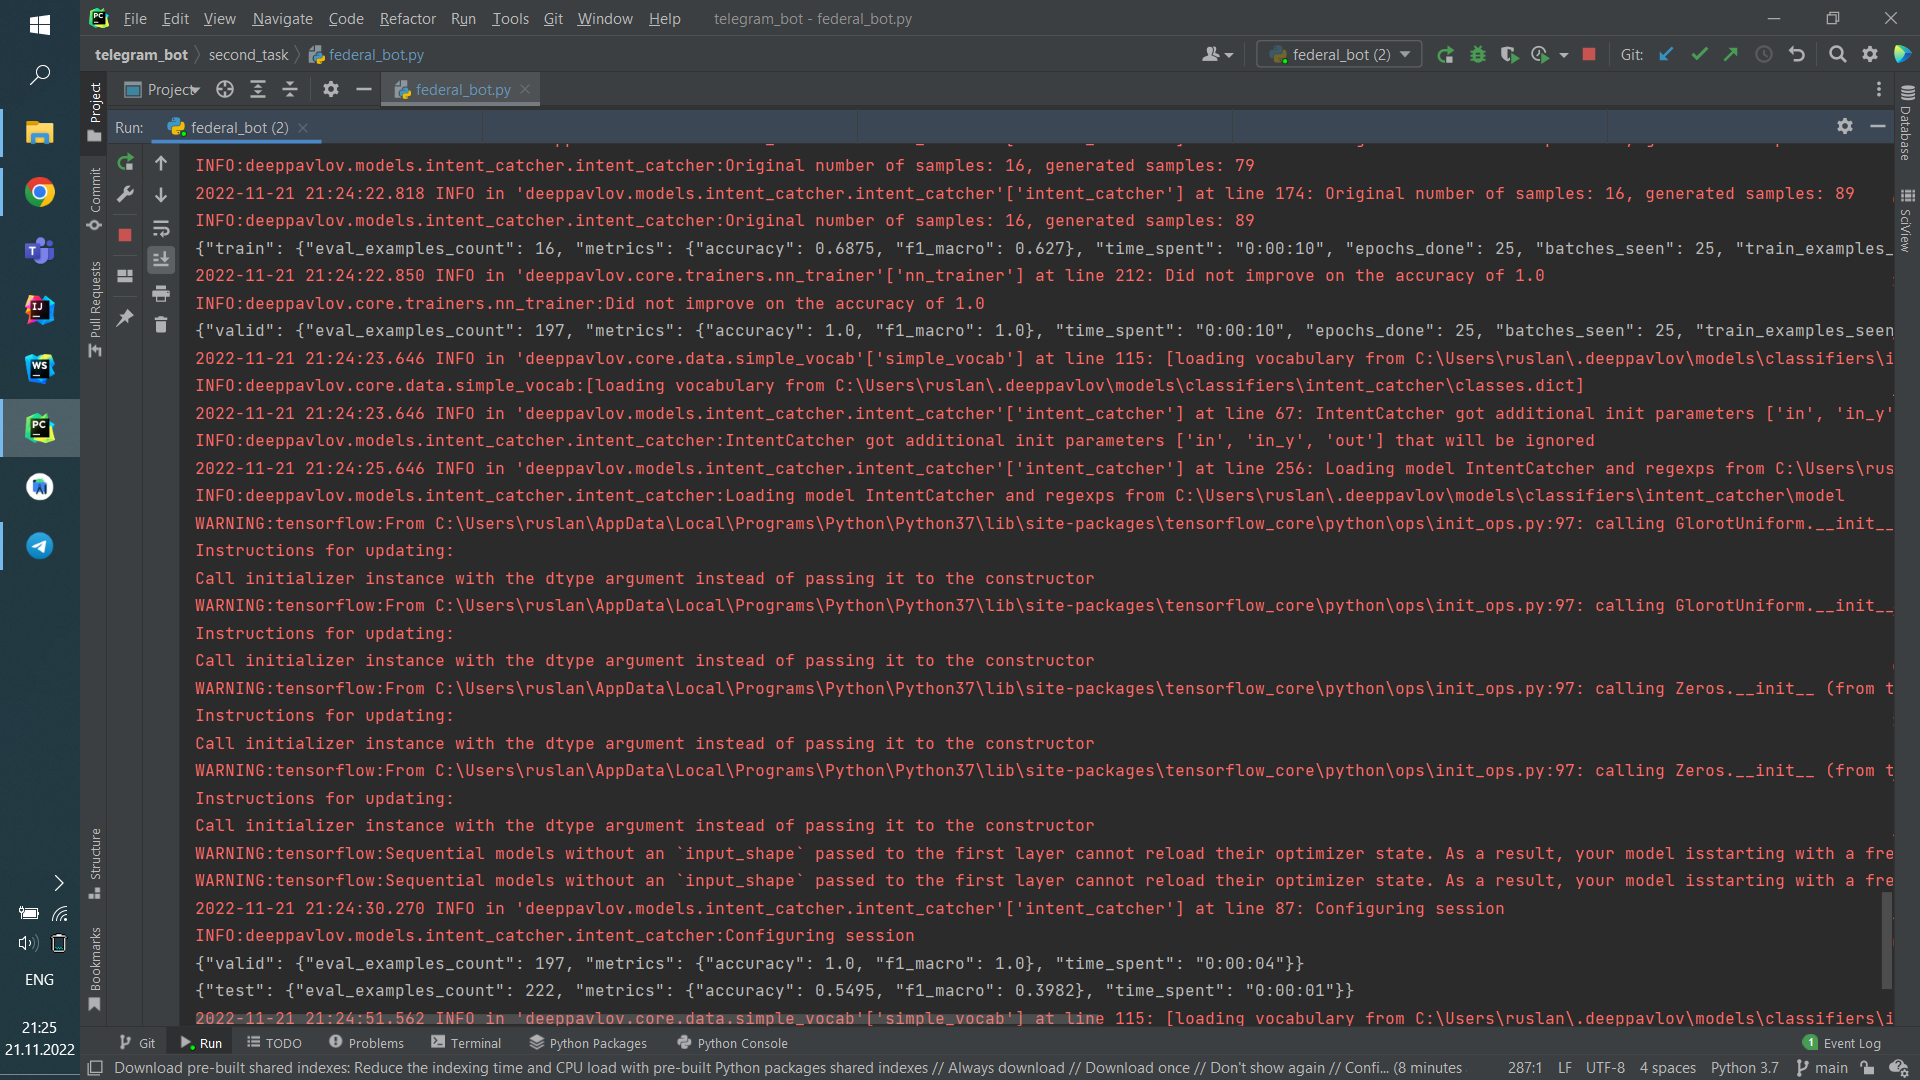 File Edit View Navigate Code Refactor Run Tools Git Window Help telegram_bot - federal_bot.py
telegram_bot second_task federal_bot.py federal_bot (2) Git:
Project federal_bot.py
Run: federal_bot (2)
INFO:deeppavlov.models.intent_catcher.intent_catcher:Original number of samples: 16, generated samples: 79
2022-11-21 21:24:22.818 INFO in 'deeppavlov.models.intent_catcher.intent_catcher'['intent_catcher'] at line 174: Original number of samples: 16, generated samples: 89
INFO:deeppavlov.models.intent_catcher.intent_catcher:Original number of samples: 16, generated samples: 89
{"train": {"eval_examples_count": 16, "metrics": {"accuracy": 0.6875, "f1_macro": 0.627}, "time_spent": "0:00:10", "epochs_done": 25, "batches_seen": 25, "train_examples_
2022-11-21 21:24:22.850 INFO in 'deeppavlov.core.trainers.nn_trainer'['nn_trainer'] at line 212: Did not improve on the accuracy of 1.0
INFO:deeppavlov.core.trainers.nn_trainer:Did not improve on the accuracy of 1.0
{"valid": {"eval_examples_count": 197, "metrics": {"accuracy": 1.0, "f1_macro": 1.0}, "time_spent": "0:00:10", "epochs_done": 25, "batches_seen": 25, "train_examples_seen
2022-11-21 21:24:23.646 INFO in 'deeppavlov.core.data.simple_vocab'['simple_vocab'] at line 115: [loading vocabulary from C:\Users\ruslan\.deeppavlov\models\classifiers\i
INFO:deeppavlov.core.data.simple_vocab:[loading vocabulary from C:\Users\ruslan\.deeppavlov\models\classifiers\intent_catcher\classes.dict]
2022-11-21 21:24:23.646 INFO in 'deeppavlov.models.intent_catcher.intent_catcher'['intent_catcher'] at line 67: IntentCatcher got additional init parameters ['in', 'in_y'
INFO:deeppavlov.models.intent_catcher.intent_catcher:IntentCatcher got additional init parameters ['in', 'in_y', 'out'] that will be ignored
2022-11-21 21:24:25.646 INFO in 'deeppavlov.models.intent_catcher.intent_catcher'['intent_catcher'] at line 256: Loading model IntentCatcher and regexps from C:\Users\rus
INFO:deeppavlov.models.intent_catcher.intent_catcher:Loading model IntentCatcher and regexps from C:\Users\ruslan\.deeppavlov\models\classifiers\intent_catcher\model
WARNING:tensorflow:From C:\Users\ruslan\AppData\Local\Programs\Python\Python37\lib\site-packages\tensorflow_core\python\ops\init_ops.py:97: calling GlorotUniform.__init__
Instructions for updating:
Call initializer instance with the dtype argument instead of passing it to the constructor
WARNING:tensorflow:From C:\Users\ruslan\AppData\Local\Programs\Python\Python37\lib\site-packages\tensorflow_core\python\ops\init_ops.py:97: calling GlorotUniform.__init__
Instructions for updating:
Call initializer instance with the dtype argument instead of passing it to the constructor
WARNING:tensorflow:From C:\Users\ruslan\AppData\Local\Programs\Python\Python37\lib\site-packages\tensorflow_core\python\ops\init_ops.py:97: calling Zeros.__init__ (from t
Instructions for updating:
Call initializer instance with the dtype argument instead of passing it to the constructor
WARNING:tensorflow:From C:\Users\ruslan\AppData\Local\Programs\Python\Python37\lib\site-packages\tensorflow_core\python\ops\init_ops.py:97: calling Zeros.__init__ (from t
Instructions for updating:
Call initializer instance with the dtype argument instead of passing it to the constructor
WARNING:tensorflow:Sequential models without an `input_shape` passed to the first layer cannot reload their optimizer state. As a result, your model isstarting with a fre
WARNING:tensorflow:Sequential models without an `input_shape` passed to the first layer cannot reload their optimizer state. As a result, your model isstarting with a fre
2022-11-21 21:24:30.270 INFO in 'deeppavlov.models.intent_catcher.intent_catcher'['intent_catcher'] at line 87: Configuring session
INFO:deeppavlov.models.intent_catcher.intent_catcher:Configuring session
{"valid": {"eval_examples_count": 197, "metrics": {"accuracy": 1.0, "f1_macro": 1.0}, "time_spent": "0:00:04"}}
{"test": {"eval_examples_count": 222, "metrics": {"accuracy": 0.5495, "f1_macro": 0.3982}, "time_spent": "0:00:01"}}
2022-11-21 21:24:51.562 INFO in 'deeppavlov.core.data.simple_vocab'['simple_vocab'] at line 115: [loading vocabulary from C:\Users\ruslan\.deeppavlov\models\classifiers\i
Project
Commit
Pull Requests
Structure
Bookmarks
Database
SciView
Git Run TODO Problems Terminal Python Packages Python Console 1 Event Log
Download pre-built shared indexes: Reduce the indexing time and CPU load with pre-built Python packages shared indexes // Always download // Download once // Don't show again // Confi... (8 minutes 287:1 LF UTF-8 4 spaces Python 3.7 main
ENG
21:25
21.11.2022